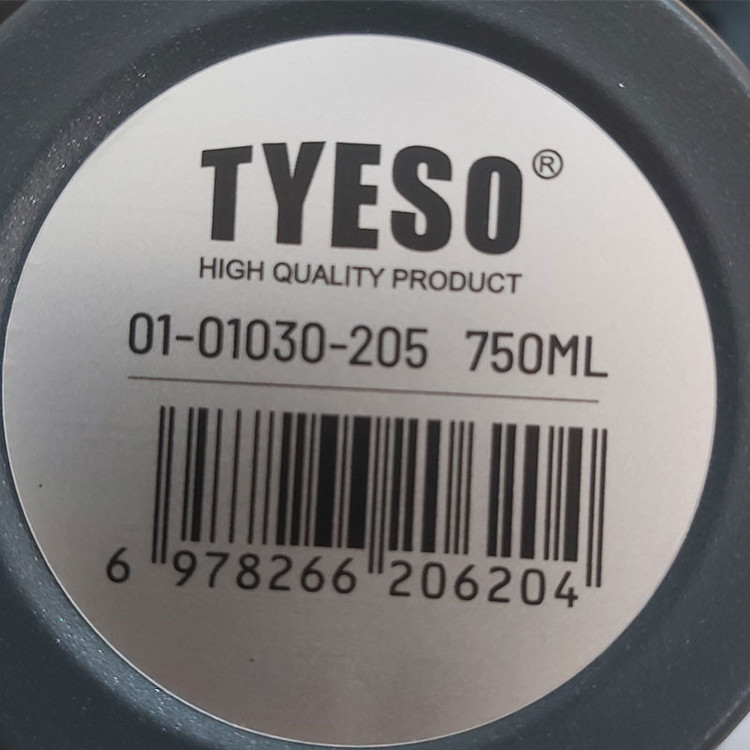 TYESO®
HIGH QUALITY PRODUCT
01-01030-205 750ML
6 978266 206204